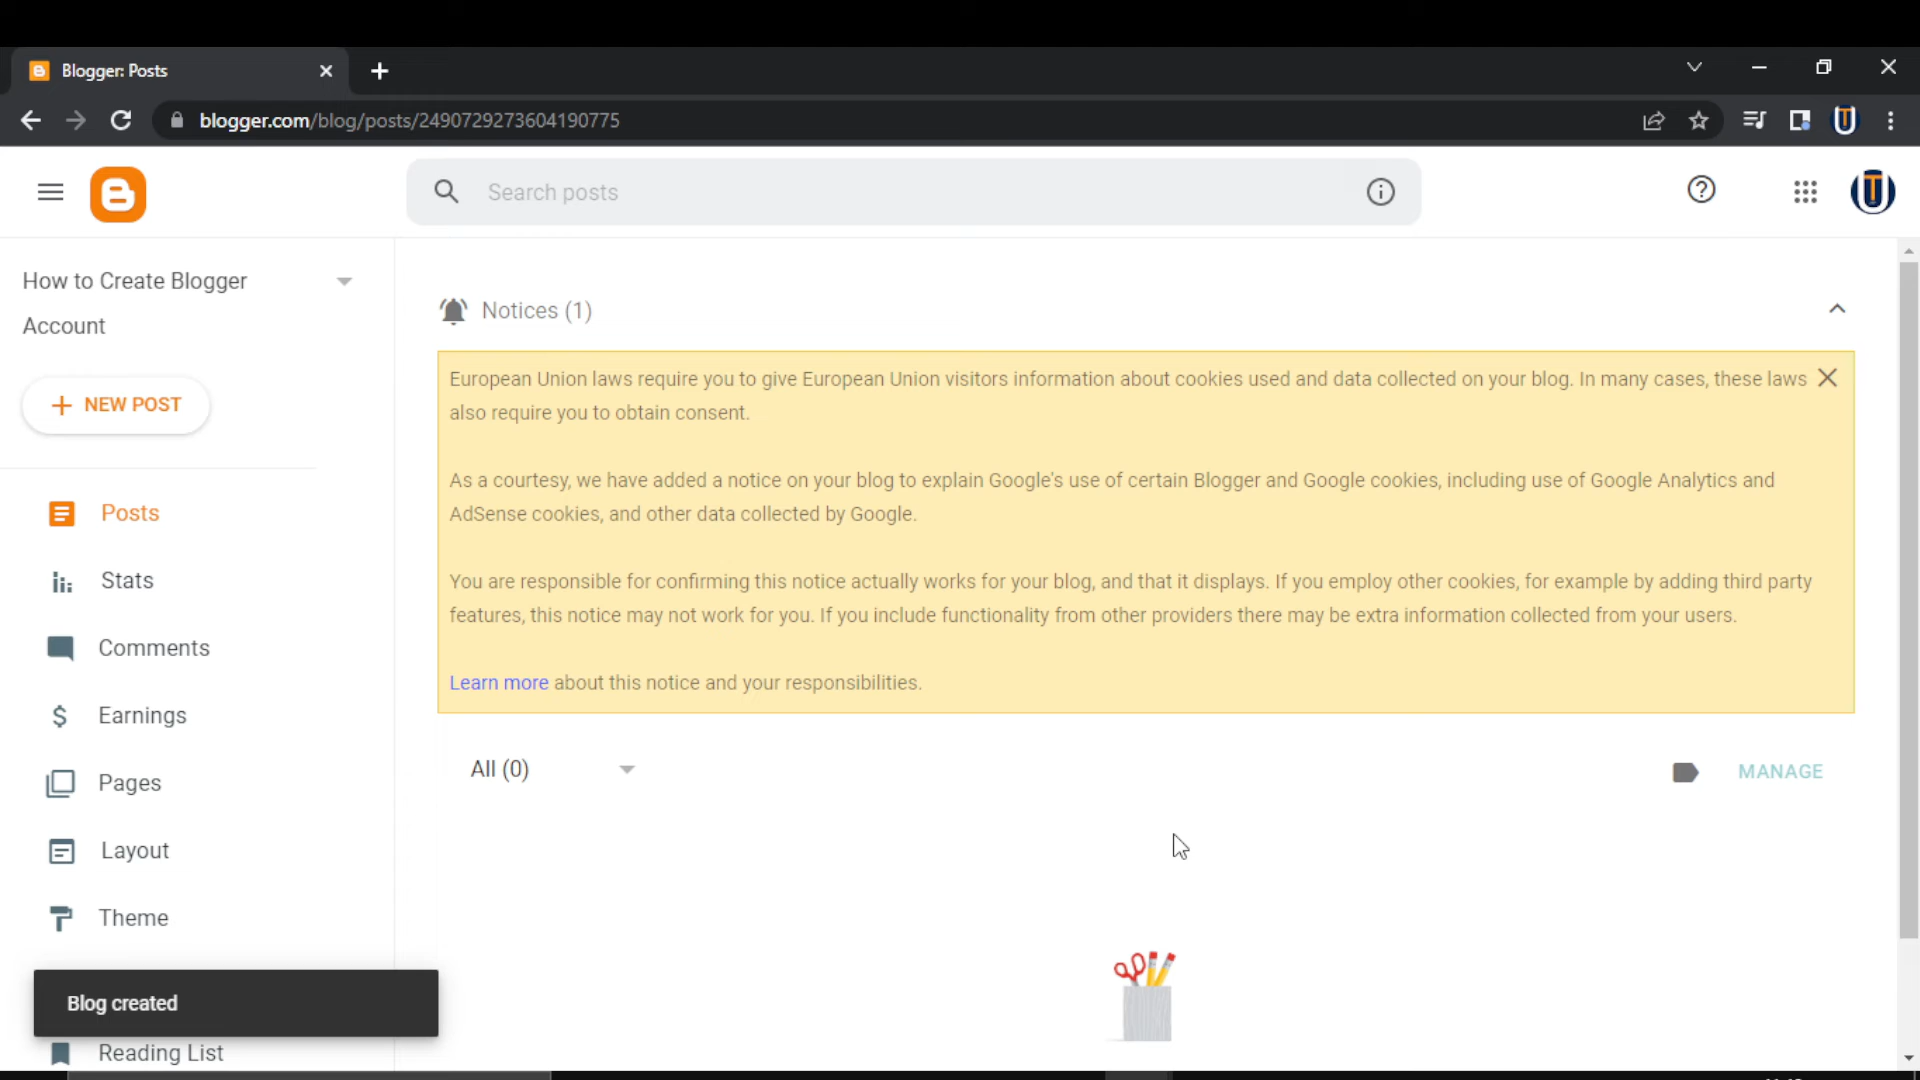 Blogger: Posts
blogger.com/blog/posts/2490729273604190775
Search posts
How to Create Blogger
Account
NEW POST
Posts
Stats
Comments
Earnings
Pages
Layout
Theme
Blog created
Reading List
Notices (1)
European Union laws require you to give European Union visitors information about cookies used and data collected on your blog. In many cases, these laws
also require you to obtain consent.
As a courtesy, we have added a notice on your blog to explain Google's use of certain Blogger and Google cookies, including use of Google Analytics and
AdSense cookies, and other data collected by Google.
You are responsible for confirming this notice actually works for your blog, and that it displays. If you employ other cookies, for example by adding third party
features, this notice may not work for you. If you include functionality from other providers there may be extra information collected from your users.
Learn more about this notice and your responsibilities.
All (0)
MANAGE